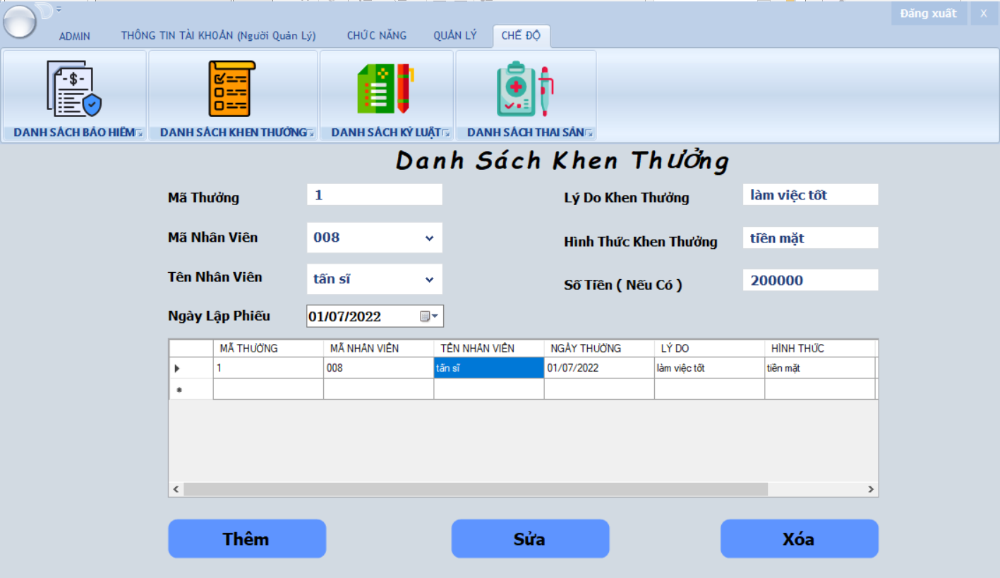 Đăng xuất X
ADMIN THÔNG TIN TÀI KHOẢN (Người Quản Lý) CHỨC NĂNG QUẢN LÝ CHẾ ĐỘ
-$-
DANH SÁCH BẢO HIỂM DANH SÁCH KHEN THƯỞNG DANH SÁCH KỶ LUẬT DANH SÁCH THAI SẢN
Danh Sách Khen Thưởng
Mã Thưởng 1 Lý Do Khen Thưởng làm việc tốt
Mã Nhân Viên 008 Hình Thức Khen Thưởng tiền mặt
Tên Nhân Viên tấn sĩ Số Tiền ( Nếu Có ) 200000
Ngày Lập Phiếu 01/07/2022
MÃ THƯỞNG MÃ NHÂN VIÊN TÊN NHÂN VIÊN NGÀY THƯỞNG LÝ DO HÌNH THỨC
1 008 tấn sĩ 01/07/2022 làm việc tốt tiền mặt
Thêm Sửa Xóa